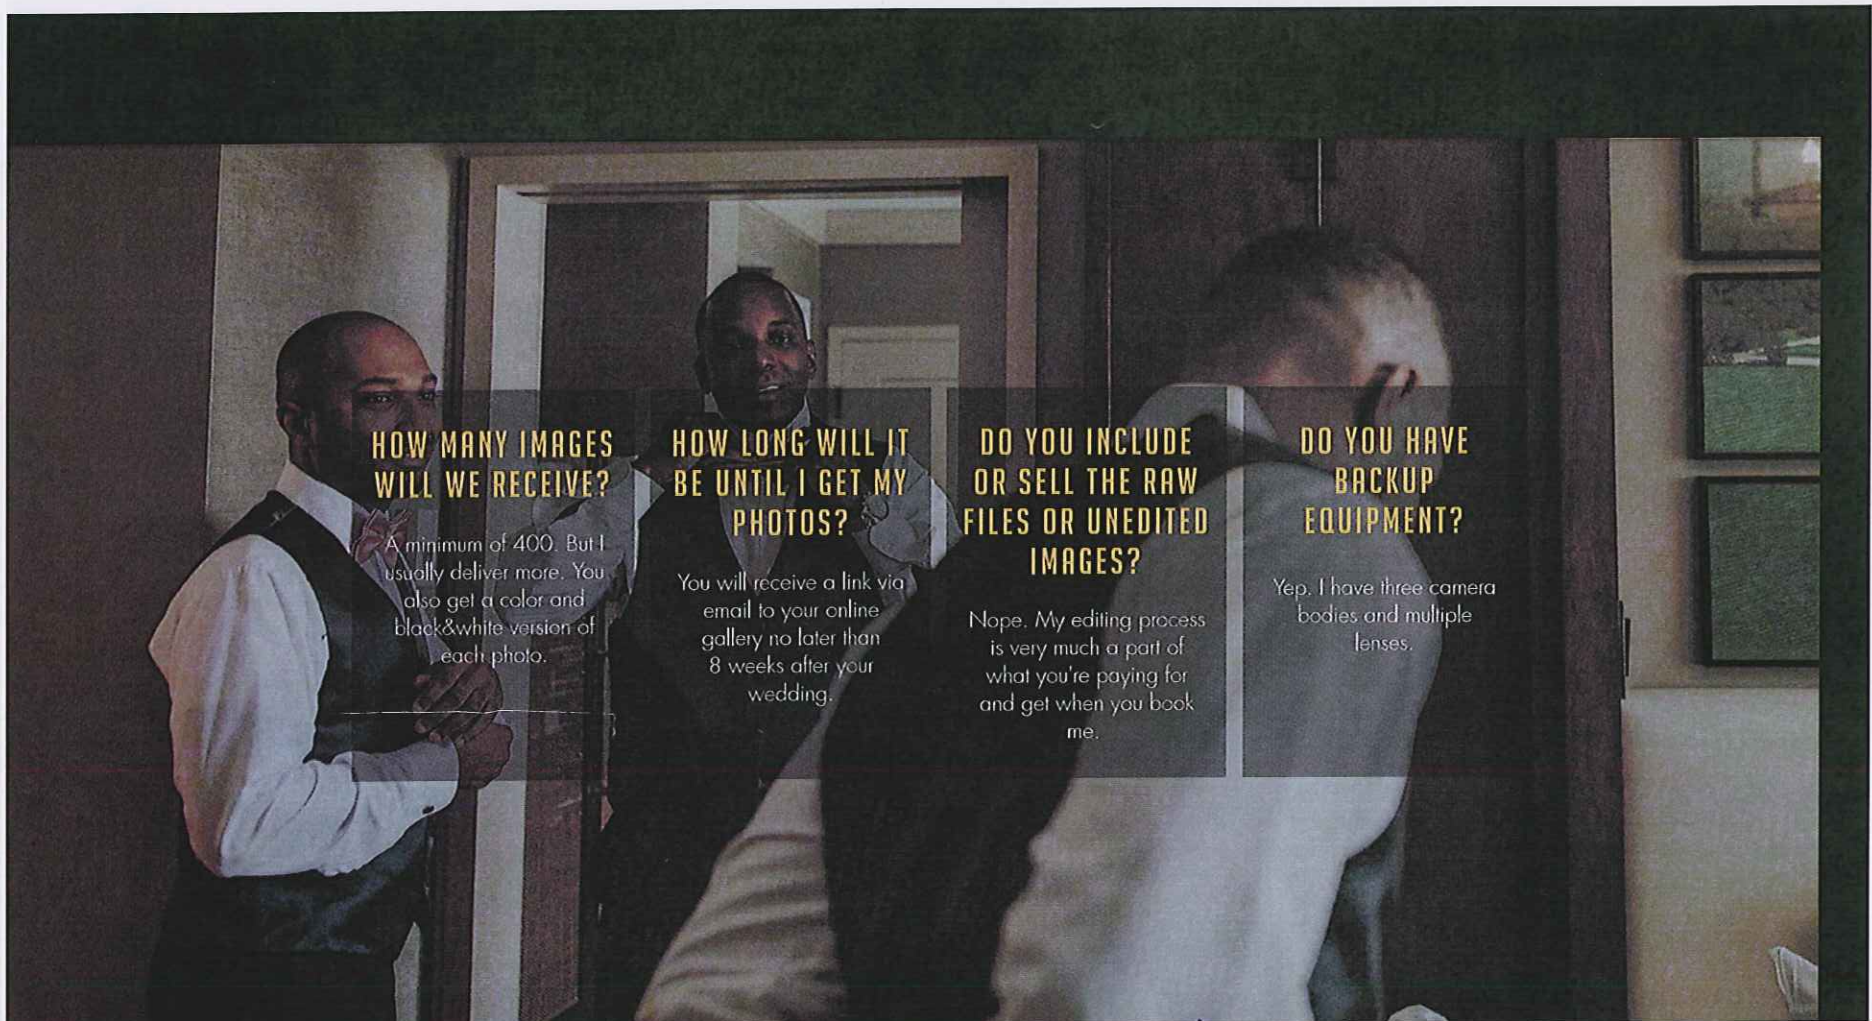 HOW MANY IMAGES
WILL WE RECEIVE?
A minimum of 400. But I
usually deliver more. You
also get a color and
black&white version of
each photo.
HOW LONG WILL IT
BE UNTIL I GET MY
PHOTOS?
You will receive a link via
email to your online
gallery no later than
8 weeks after your
wedding.
DO YOU INCLUDE
OR SELL THE RAW
FILES OR UNEDITED
IMAGES?
Nope. My editing process
is very much a part of
what you're paying for
and get when you book
me.
DO YOU HAVE
BACKUP
EQUIPMENT?
Yep. I have three camera
bodies and multiple
lenses.